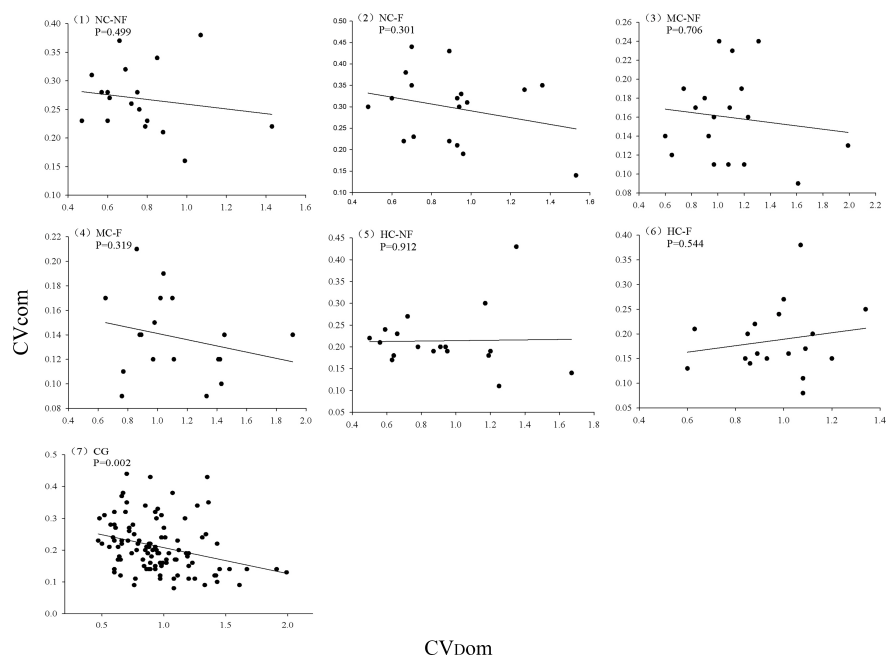 （1）NC-NF
P=0.499
0.40
0.35
0.30
0.25
0.20
0.15
0.10
0.4 0.6 0.8 1.0 1.2 1.4 1.6
（2）NC-F
P=0.301
0.50
0.45
0.40
0.35
0.30
0.25
0.20
0.15
0.10
0.4 0.6 0.8 1.0 1.2 1.4 1.6
（3）MC-NF
P=0.706
0.26
0.24
0.22
0.20
0.18
0.16
0.14
0.12
0.10
0.08
0.4 0.6 0.8 1.0 1.2 1.4 1.6 1.8 2.0 2.2
CVcom
（4）MC-F
P=0.319
0.22
0.20
0.18
0.16
0.14
0.12
0.10
0.08
0.4 0.6 0.8 1.0 1.2 1.4 1.6 1.8 2.0
（5）HC-NF
P=0.912
0.45
0.40
0.35
0.30
0.25
0.20
0.15
0.10
0.05
0.4 0.6 0.8 1.0 1.2 1.4 1.6 1.8
（6）HC-F
P=0.544
0.40
0.35
0.30
0.25
0.20
0.15
0.10
0.05
0.4 0.6 0.8 1.0 1.2 1.4
（7）CG
P=0.002
0.5
0.4
0.3
0.2
0.1
0.0
0.5 1.0 1.5 2.0
CVDom